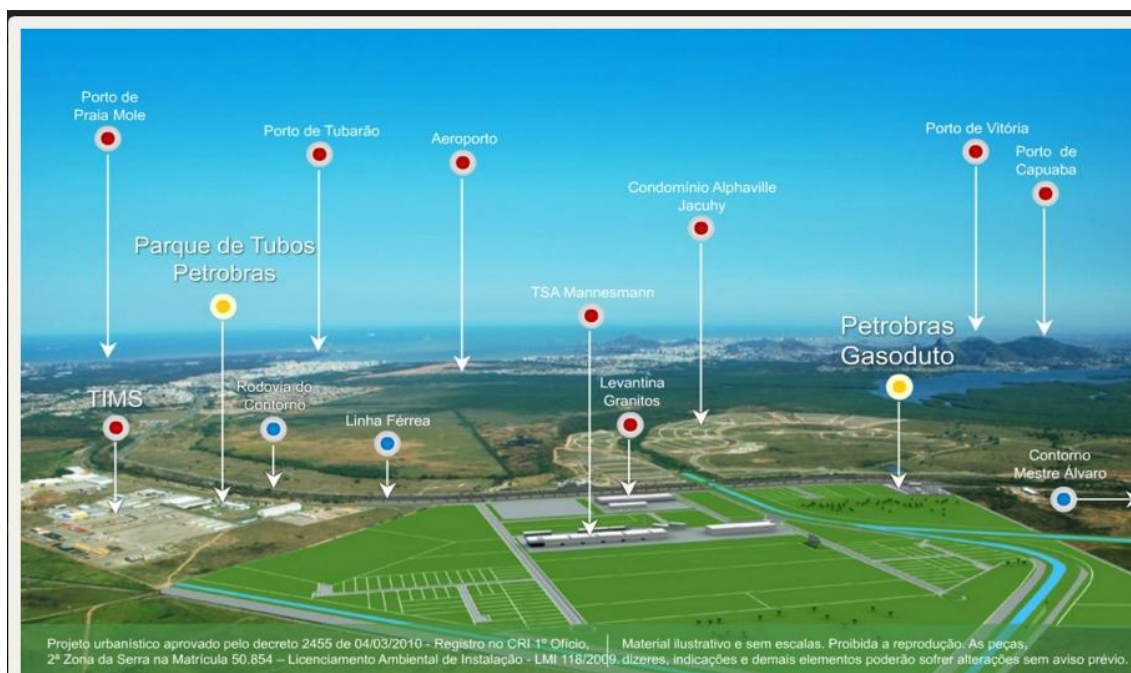 Porto de
Praia Mole
Porto de Tubarão
Aeroporto
Porto de Vitória
Porto de
Capuaba
Condomínio Alphaville
Jacuhy
Parque de Tubos
Petrobras
TSA Mannesmann
Petrobras
Gasoduto
TIMS
Rodovia do
Contorno
Linha Férrea
Levantina
Granitos
Contorno
Mestre Álvaro
Projeto urbanístico aprovado pelo decreto 2455 de 04/03/2010 - Registro no CRI 1º Ofício,
2ª Zona da Serra na Matrícula 50.854 – Licenciamento Ambiental de Instalação - LMI 118/2009.
Material ilustrativo e sem escalas. Proibida a reprodução. As peças,
dizeres, indicações e demais elementos poderão sofrer alterações sem aviso prévio.